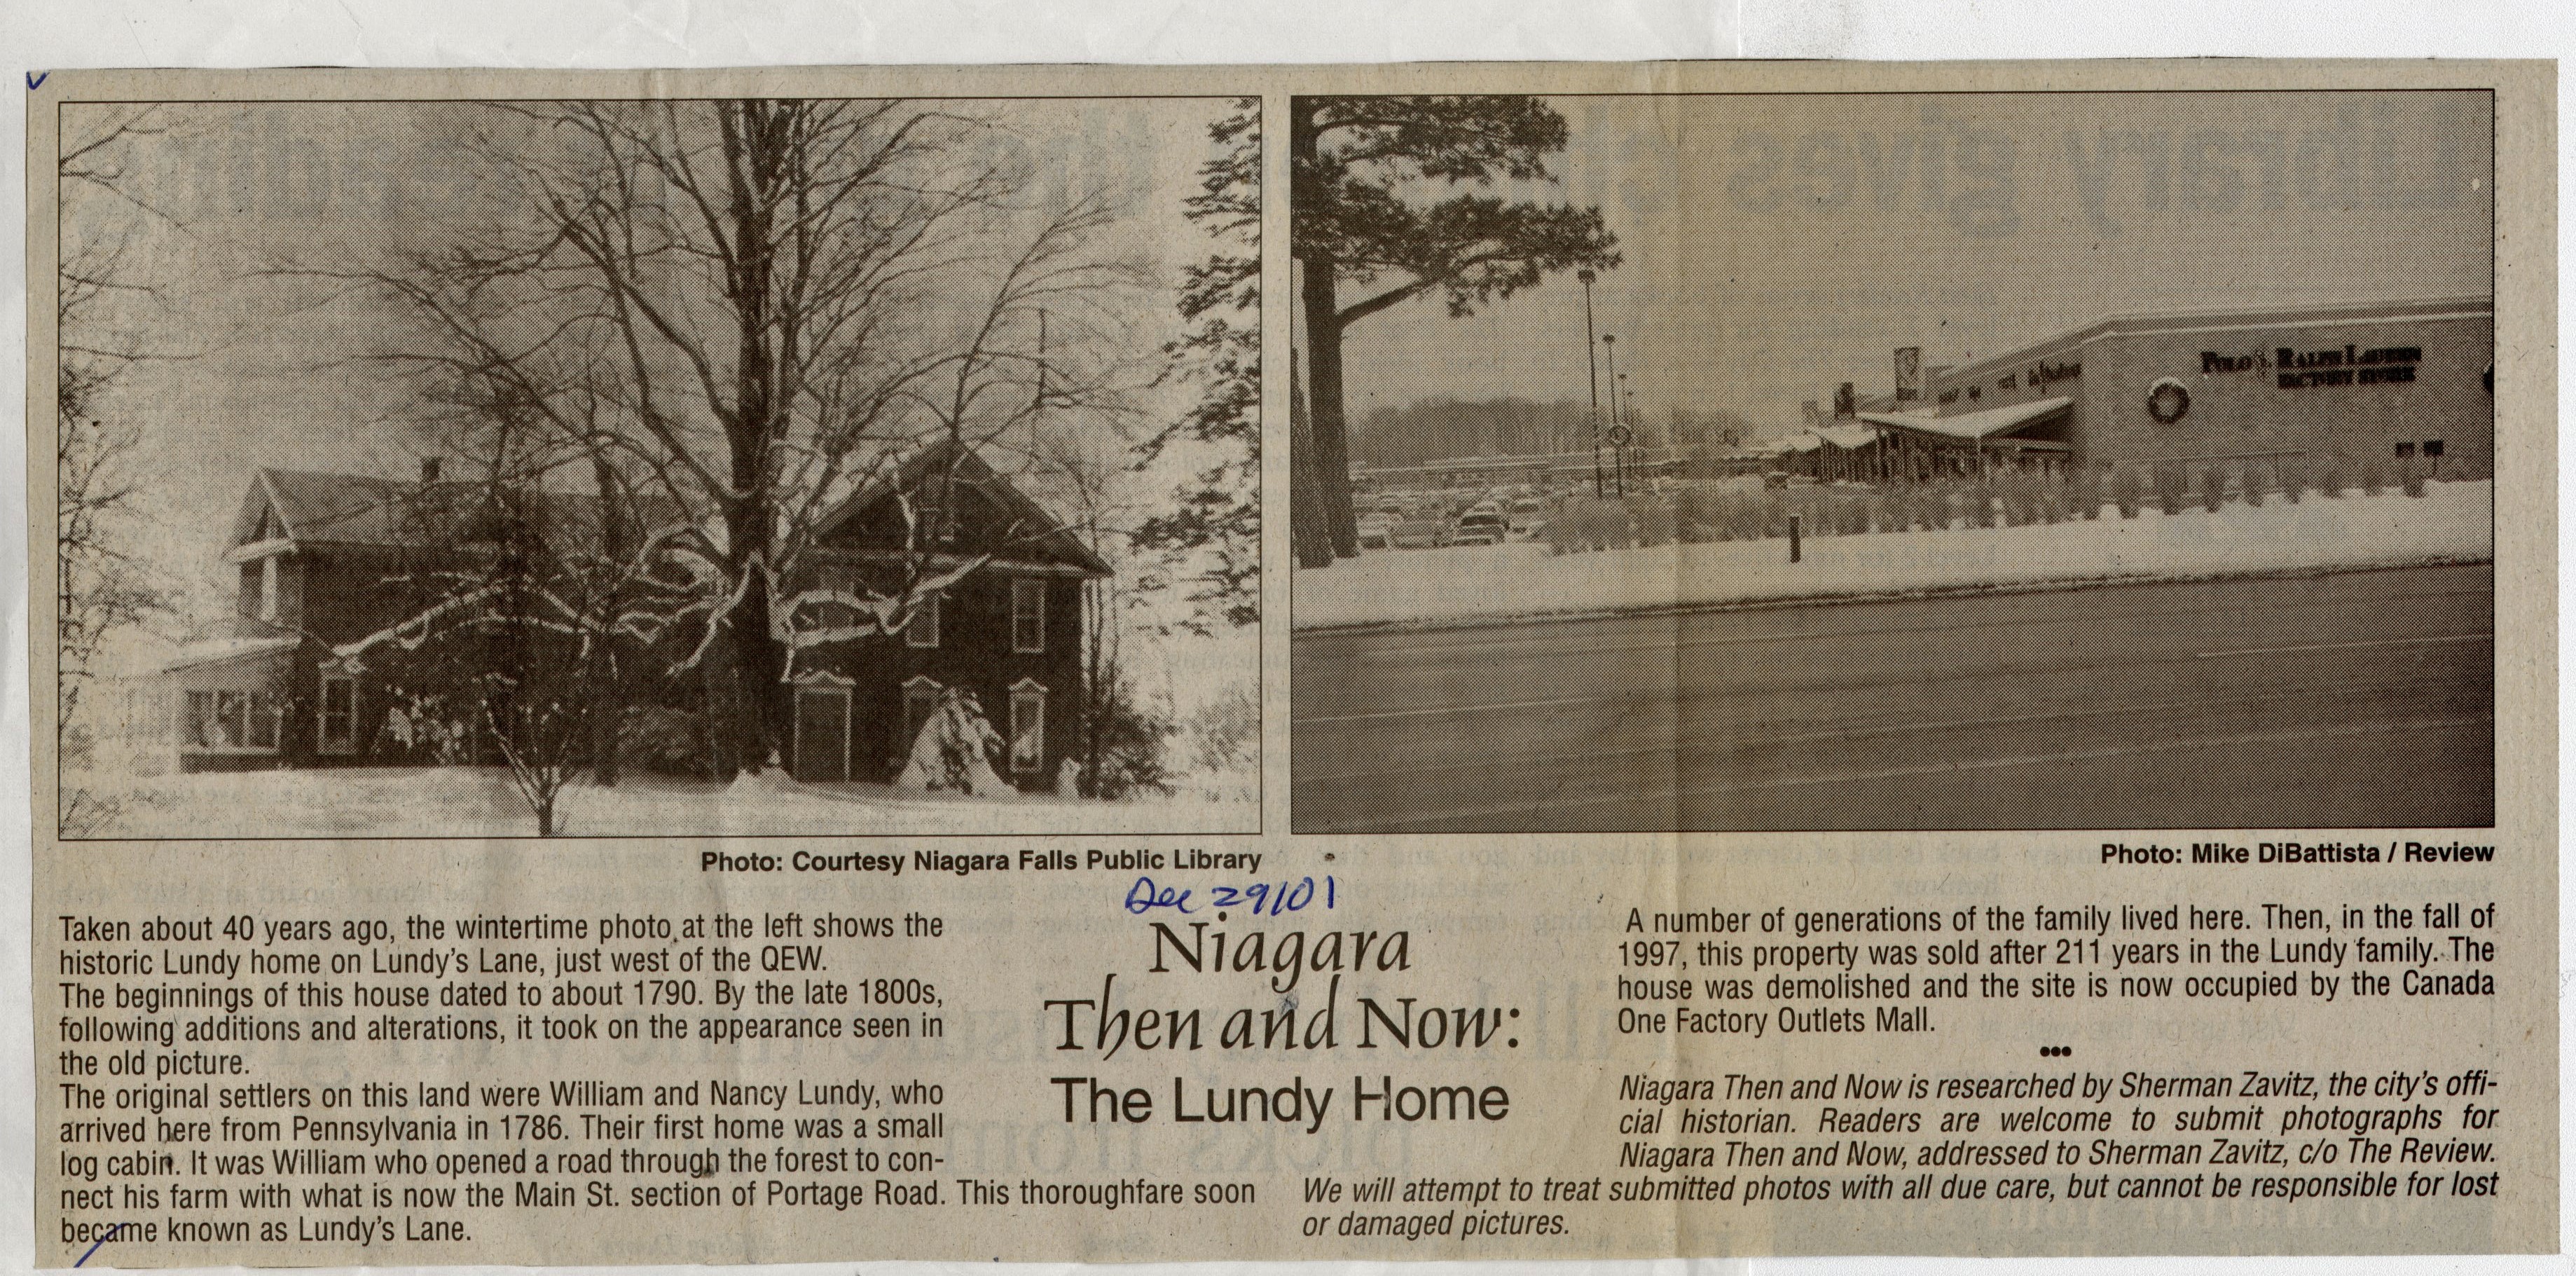 POLO RALPH LAUREN
FACTORY STORE
Photo: Courtesy Niagara Falls Public Library
Photo: Mike DiBattista / Review
Dec 29/01
Niagara
Then and Now:
The Lundy Home
Taken about 40 years ago, the wintertime photo at the left shows the
historic Lundy home on Lundy's Lane, just west of the QEW.
The beginnings of this house dated to about 1790. By the late 1800s,
following additions and alterations, it took on the appearance seen in
the old picture.
The original settlers on this land were William and Nancy Lundy, who
arrived here from Pennsylvania in 1786. Their first home was a small
log cabin. It was William who opened a road through the forest to con-
nect his farm with what is now the Main St. section of Portage Road. This thoroughfare soon
became known as Lundy's Lane.
A number of generations of the family lived here. Then, in the fall of
1997, this property was sold after 211 years in the Lundy family. The
house was demolished and the site is now occupied by the Canada
One Factory Outlets Mall.
•••
Niagara Then and Now is researched by Sherman Zavitz, the city's offi-
cial historian. Readers are welcome to submit photographs for
Niagara Then and Now, addressed to Sherman Zavitz, c/o The Review.
We will attempt to treat submitted photos with all due care, but cannot be responsible for lost
or damaged pictures.